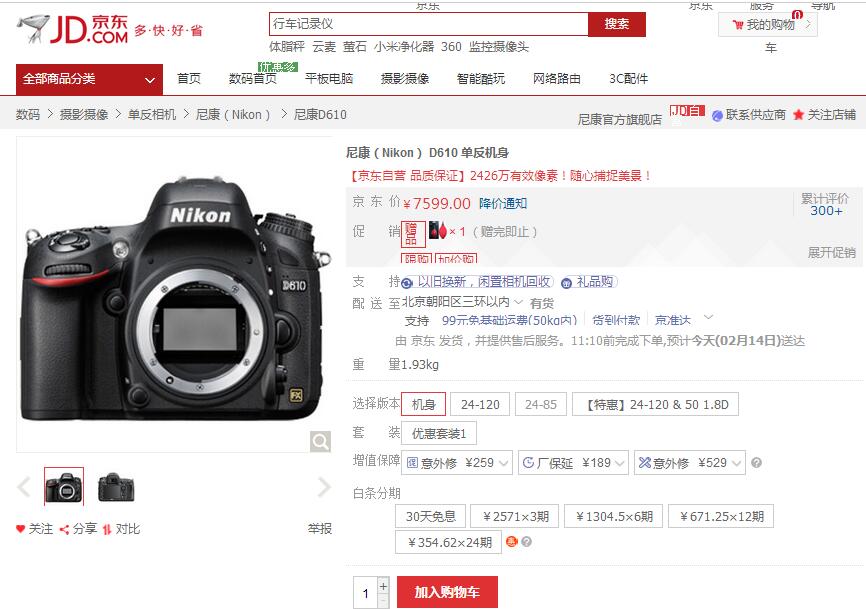 京东 京东 服务 导航
JD 京东 .COM 多·快·好·省
行车记录仪 搜索 我的购物车 0
体脂秤 云麦 萤石 小米净化器 360 监控摄像头
优惠多
全部商品分类 首页 数码首页 平板电脑 摄影摄像 智能酷玩 网络路由 3C配件
数码 > 摄影摄像 > 单反相机 > 尼康（Nikon） > 尼康D610 尼康官方旗舰店 JD自 联系供应商 关注店铺
尼康（Nikon） D610 单反机身
【京东自营 品质保证】2426万有效像素！随心捕捉美景！
京东价 ¥7599.00 降价通知 累计评价
300+
促销 赠品 ×1 （赠完即止）
限购 加价购 展开促销
支持 以旧换新，闲置相机回收 礼品购
配送至 北京朝阳区三环以内 有货
支持 99元免基础运费(50kg内) 货到付款 京准达
由 京东 发货，并提供售后服务。11:10前完成下单,预计今天(02月14日)送达
重量 1.93kg
选择版本 机身 24-120 24-85 【特惠】24-120 & 50 1.8D
套装 优惠套装1
增值保障 意外修 ¥259 厂保延 ¥189 意外修 ¥529
白条分期
30天免息 ¥2571×3期 ¥1304.5×6期 ¥671.25×12期
¥354.62×24期 惠
1 + - 加入购物车
Nikon
D610
FX
关注 分享 对比 举报